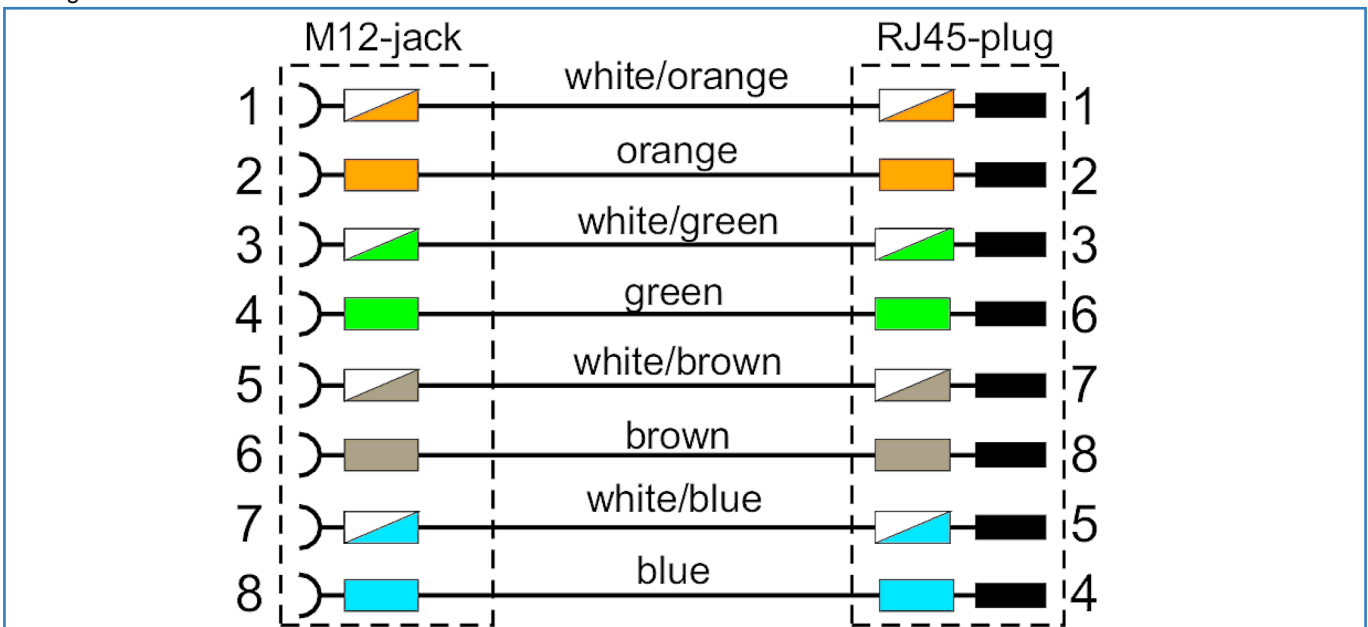 M12-jack RJ45-plug
1 white/orange 1
2 orange 2
3 white/green 3
4 green 6
5 white/brown 7
6 brown 8
7 white/blue 5
8 blue 4